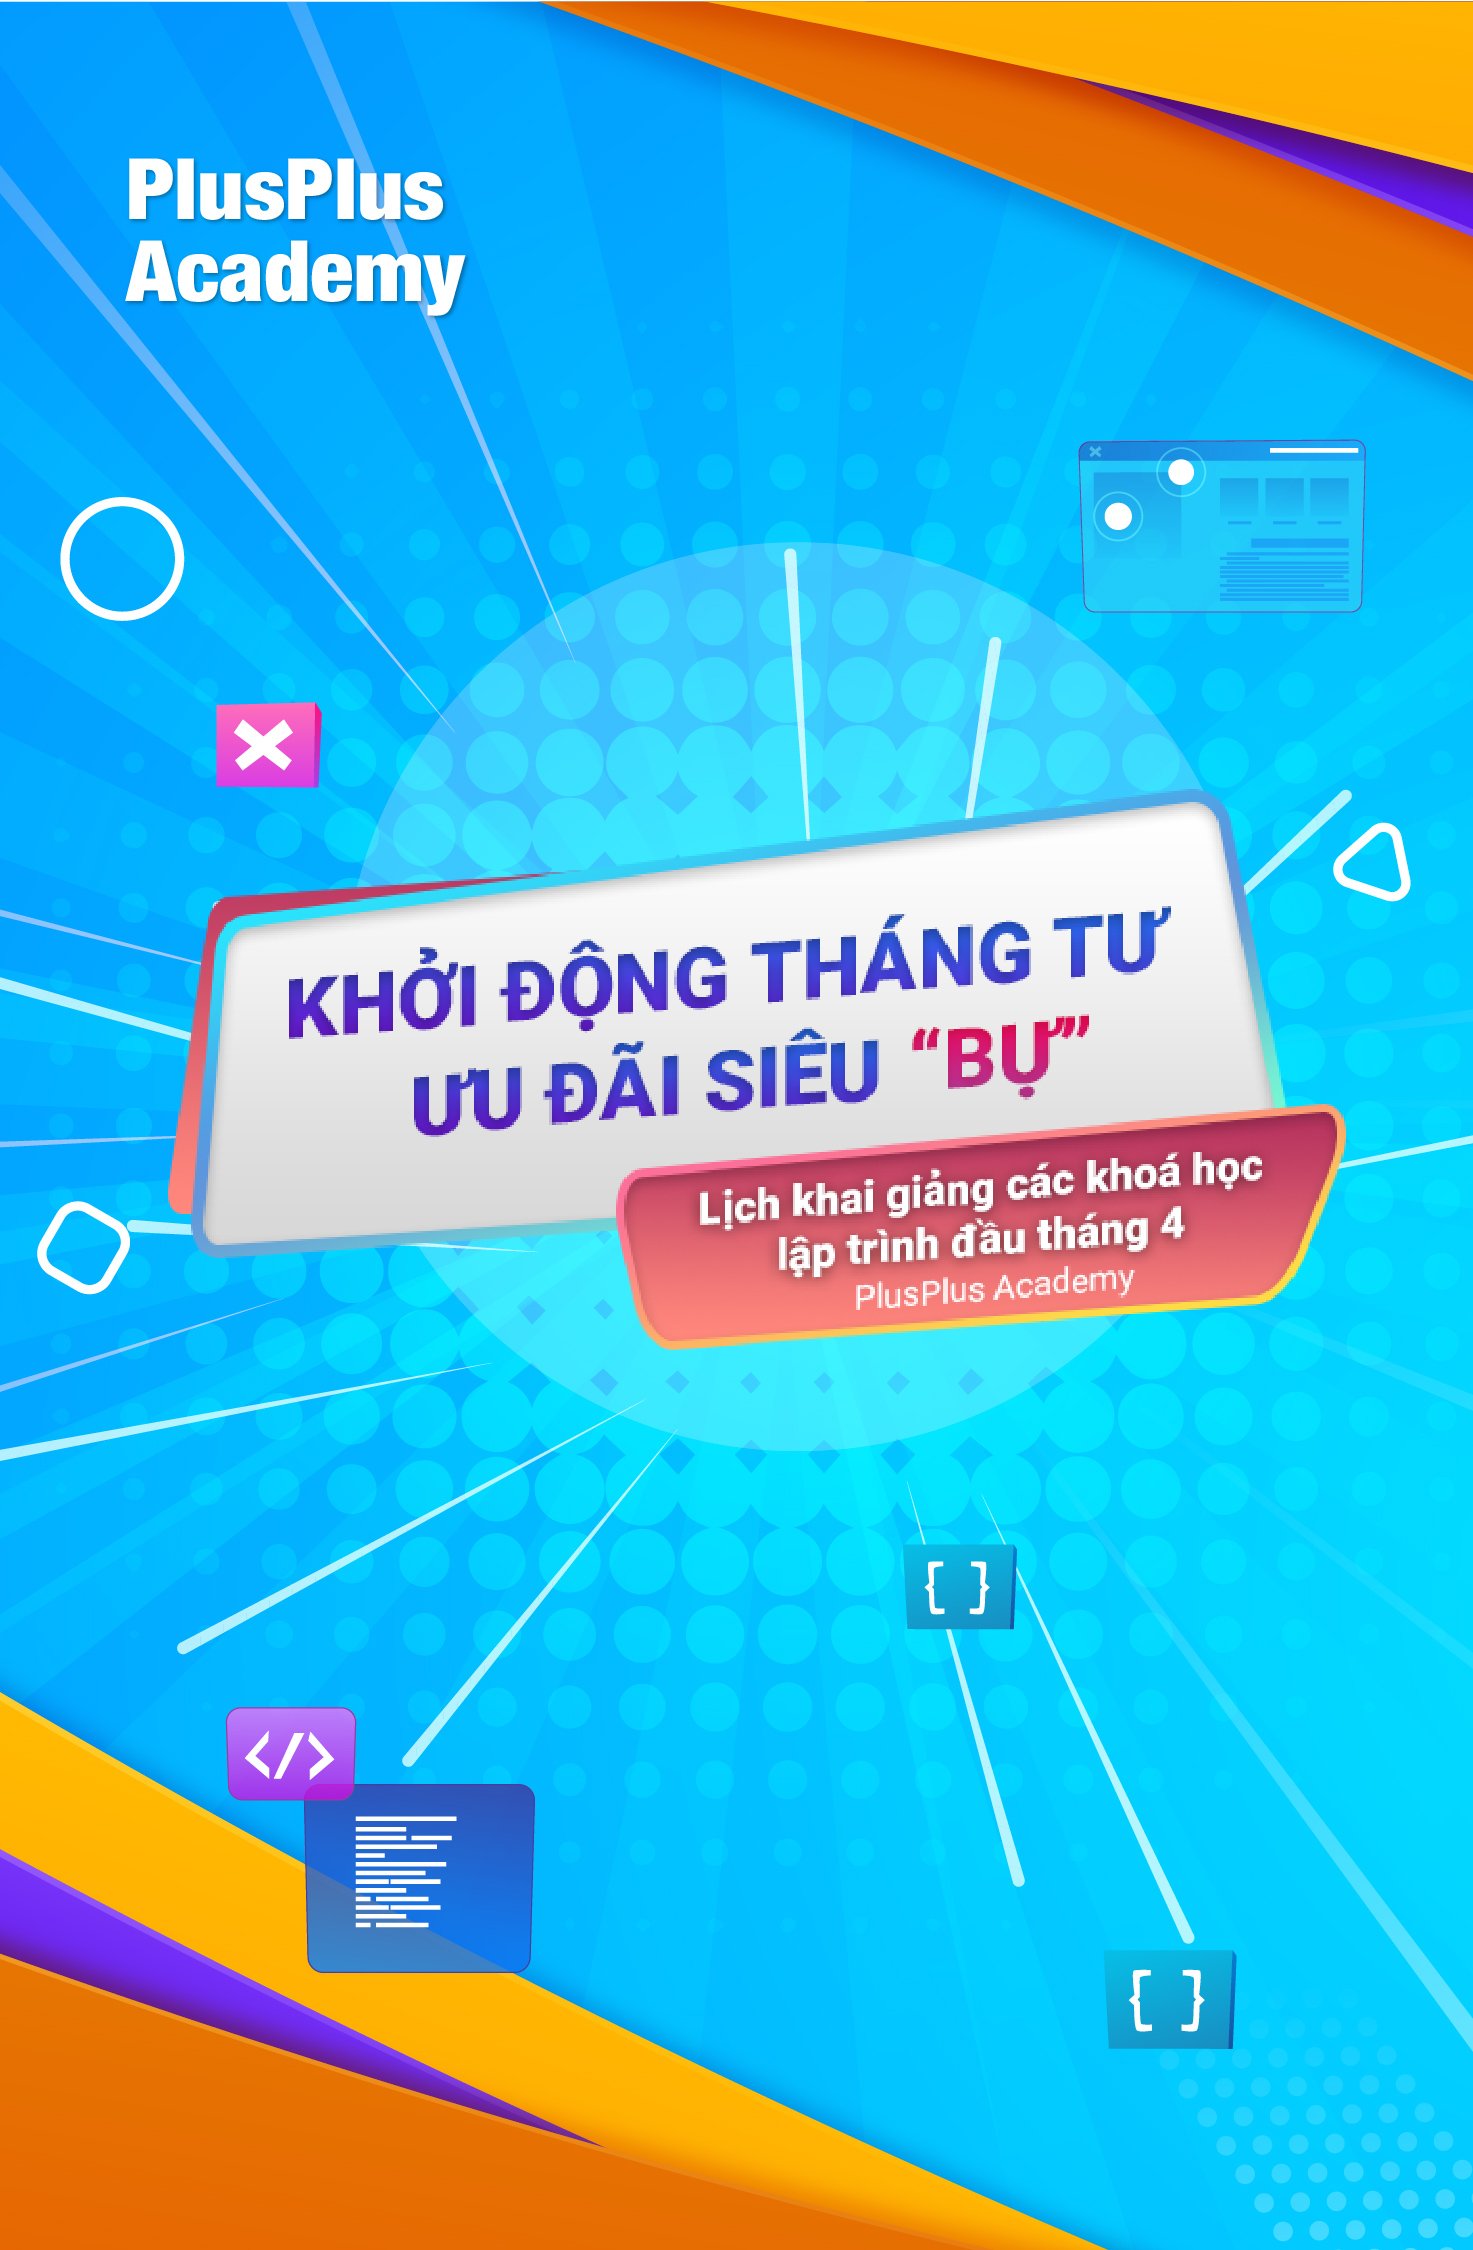 PlusPlus
Academy
KHỞI ĐỘNG THÁNG TƯ
ƯU ĐÃI SIÊU “BỰ”
Lịch khai giảng các khoá học
lập trình đầu tháng 4
PlusPlus Academy
{ }
</>
{ }